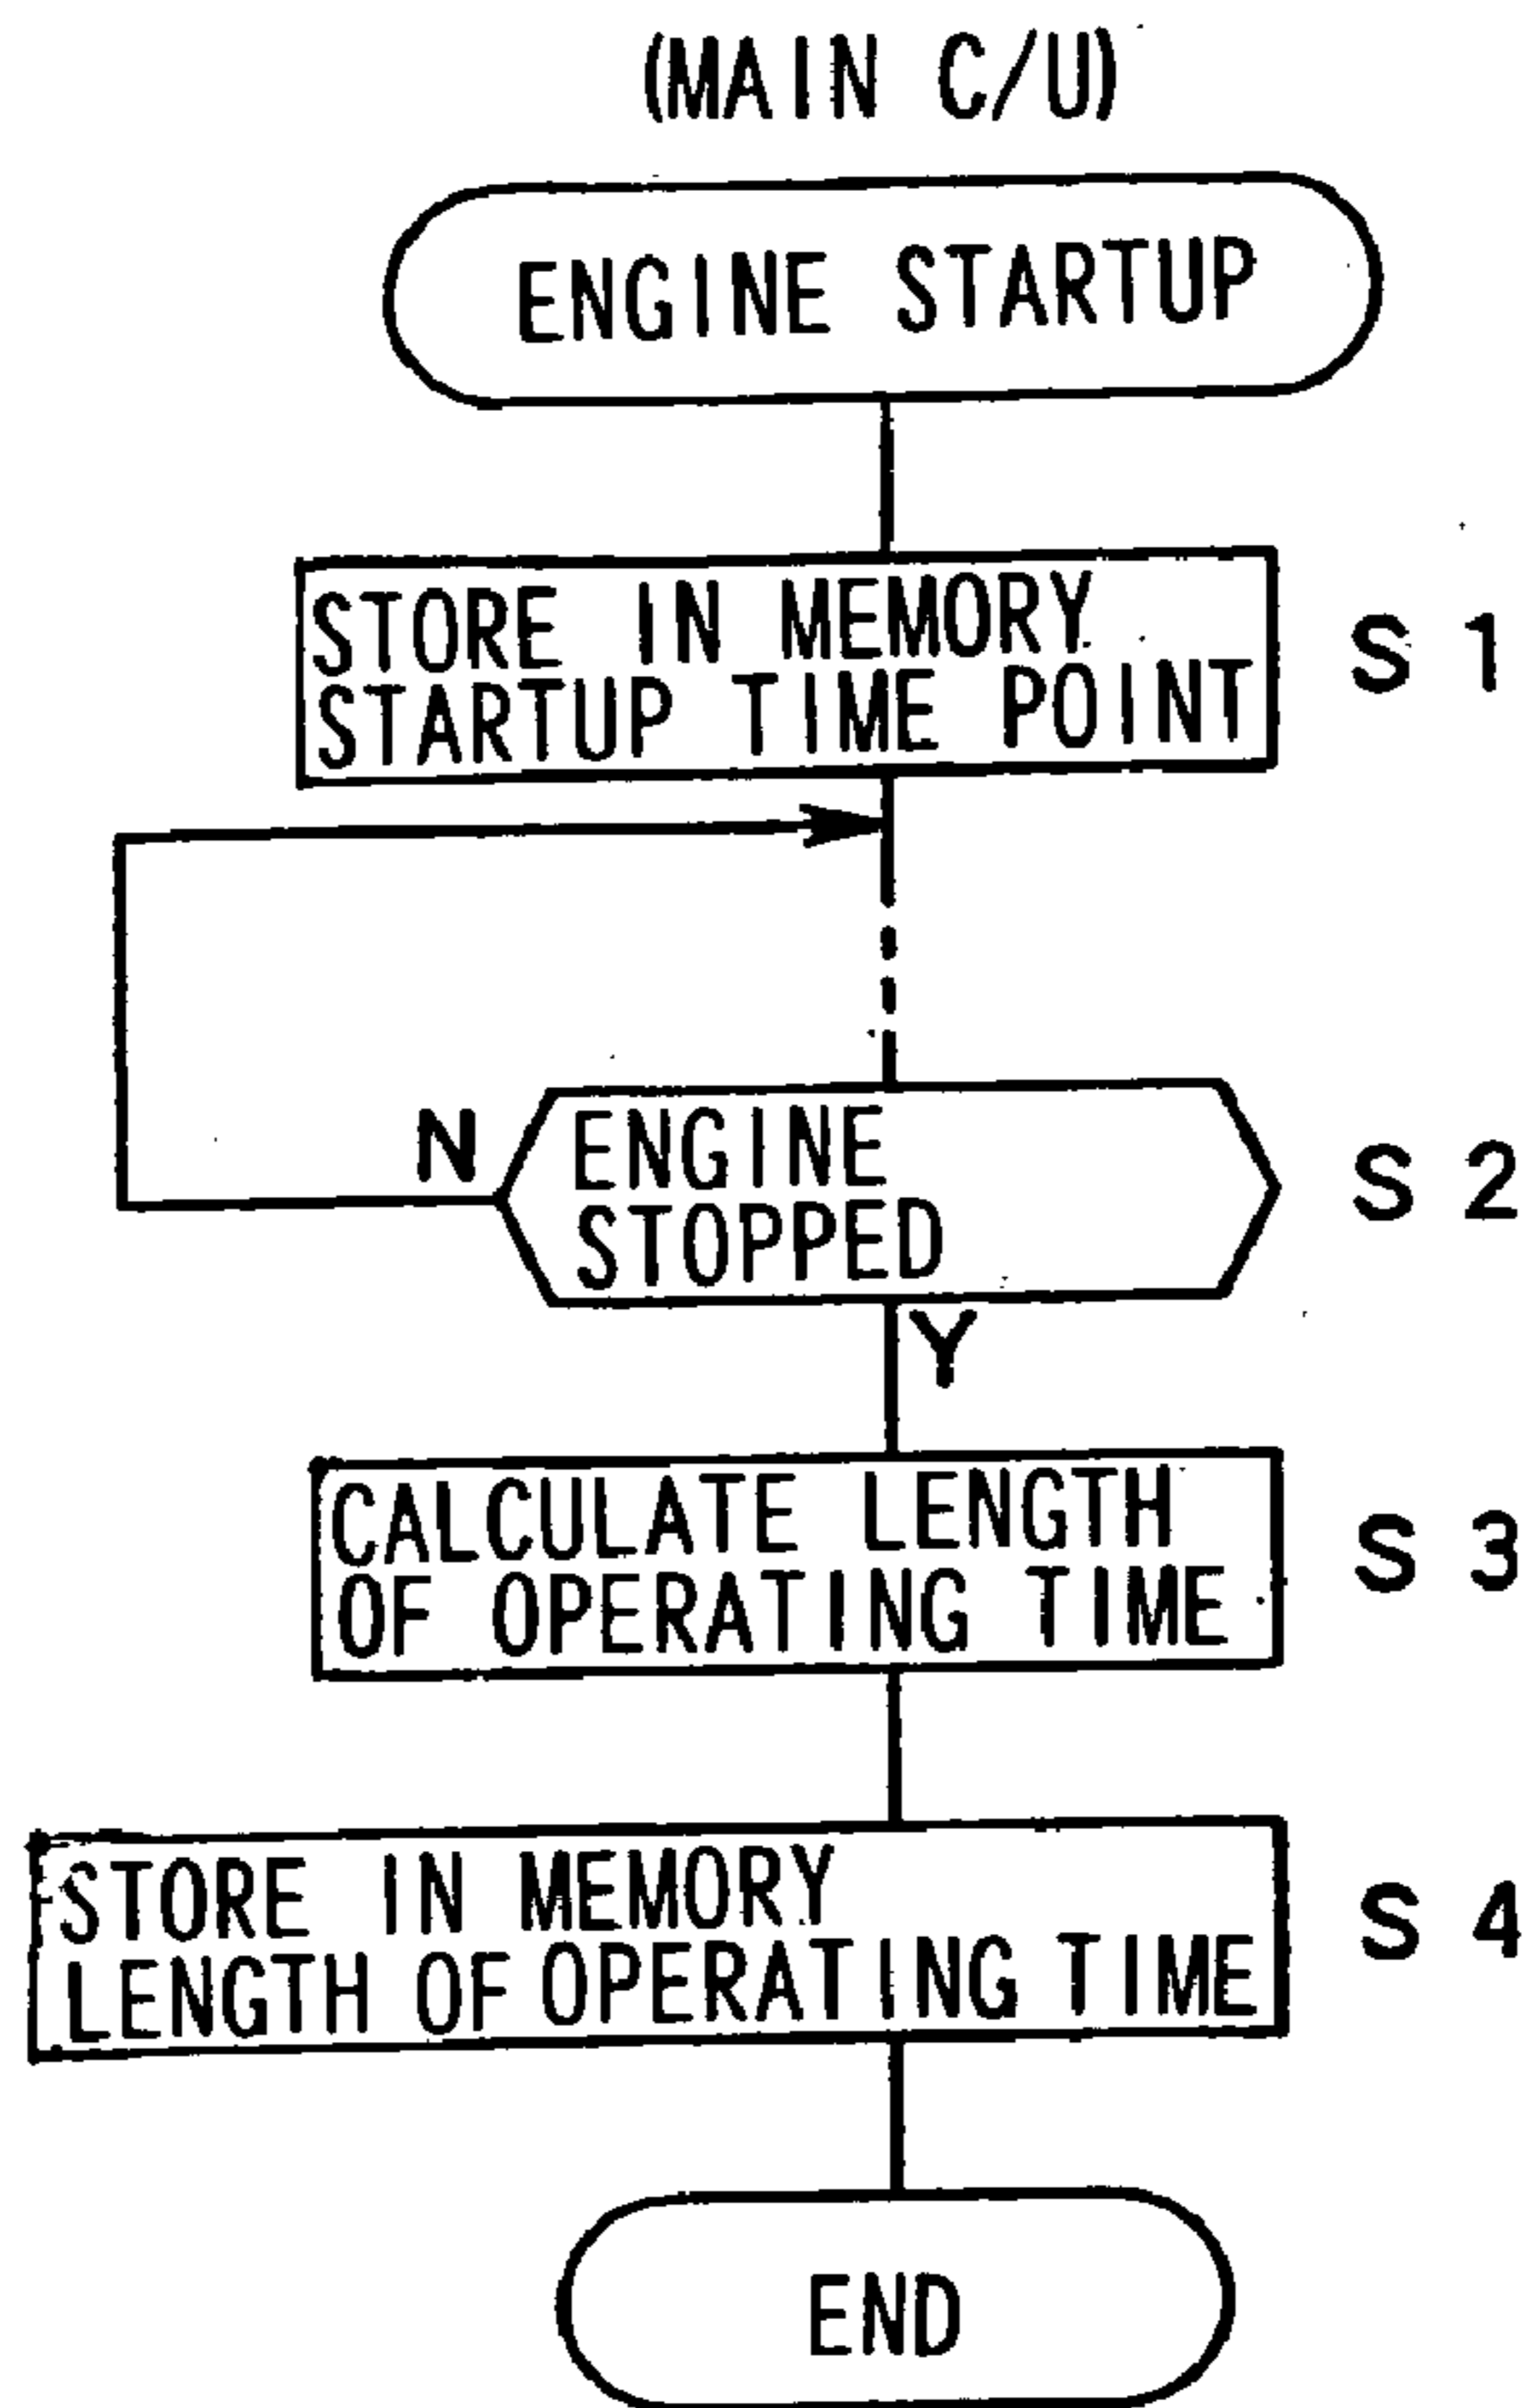 (MAIN C/U)
ENGINE STARTUP
STORE IN MEMORY
STARTUP TIME POINT
S 1
N
ENGINE
STOPPED
S 2
Y
CALCULATE LENGTH
OF OPERATING TIME
S 3
STORE IN MEMORY
LENGTH OF OPERATING TIME
S 4
END